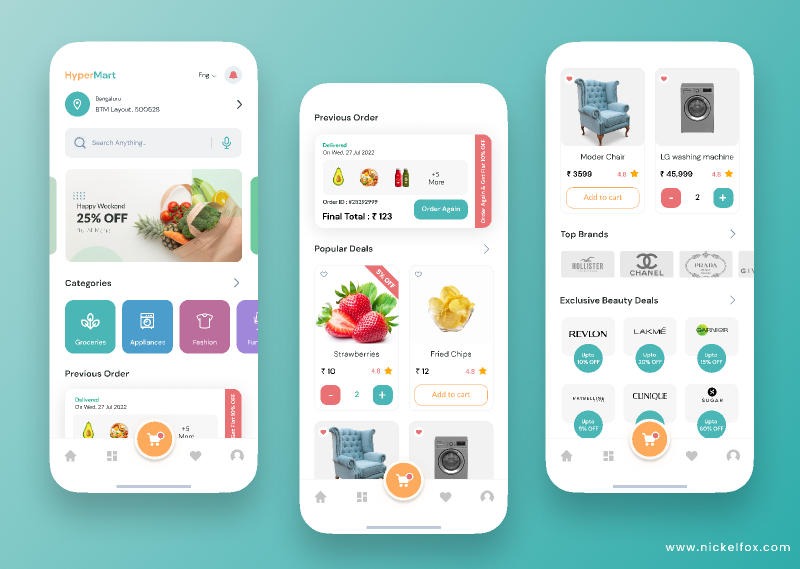 HyperMart
Eng
Bengaluru
BTM Layout, 500628
Search Anything..
Happy Weekend
25% OFF
Categories
Groceries
Appliances
Fashion
Previous Order
Delivered
On Wed, 27 Jul 2022
+5
Get Flat 10% OFF
Previous Order
Delivered
On Wed, 27 Jul 2022
+5
More
Order ID : #28292999
Final Total : ₹ 123
Order Again
Order Again & Get Flat 10% OFF
Popular Deals
5% OFF
Strawberries
₹ 10
4.8
-
2
+
Fried Chips
₹ 12
4.8
Add to cart
Moder Chair
₹ 3599
4.8
Add to cart
LG washing machine
₹ 45,999
4.8
-
2
+
Top Brands
HOLLISTER
CHANEL
PRADA
MILANO
GIV
Exclusive Beauty Deals
REVLON
Upto
10% OFF
LAKMÉ
Upto
20% OFF
GARNIER
Upto
15% OFF
MAYBELLINE
Upto
5% OFF
CLINIQUE
SUGAR
Upto
60% OFF
www.nickelfox.com